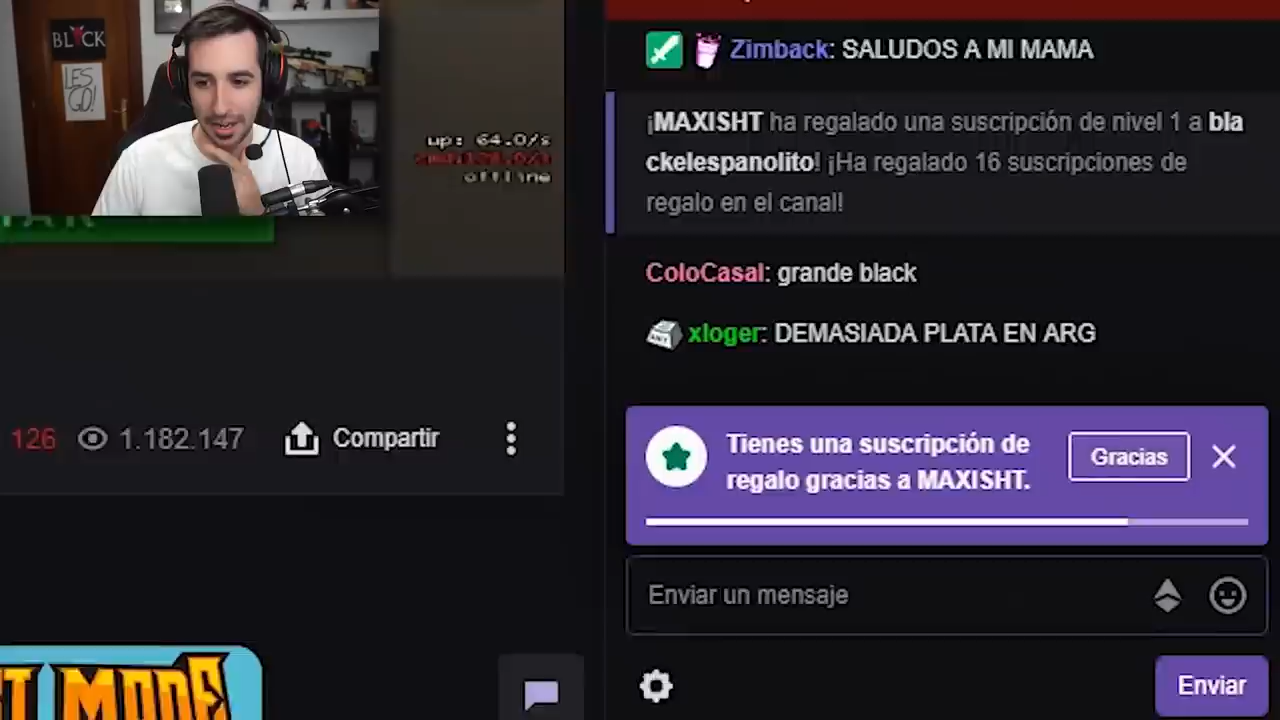 BL CK
LES
GO!
up: 64.0/s
offline
Zimback: SALUDOS A MI MAMA
¡MAXISHT ha regalado una suscripción de nivel 1 a bla
ckelespanolito! ¡Ha regalado 16 suscripciones de
regalo en el canal!
ColoCasal: grande black
xloger: DEMASIADA PLATA EN ARG
126 1.182.147 Compartir
Tienes una suscripción de
regalo gracias a MAXISHT.
Gracias
Enviar un mensaje
MODE
Enviar